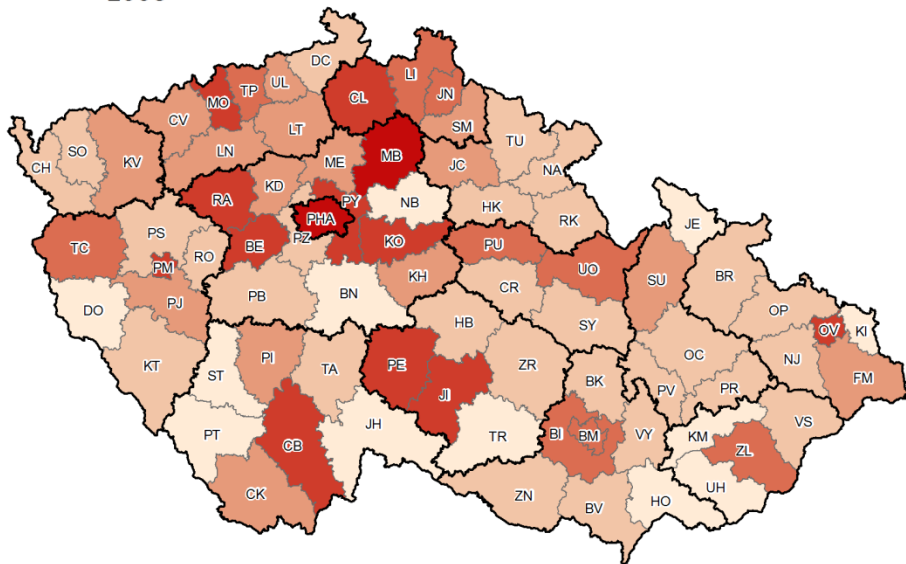 DC
LI
TP
UL
JN
MO
CL
CV
LT
SM
TU
LN
ME
MB
JC
SO
KV
CH
NA
KD
RA
PY
NB
HK
RK
PHA
JE
PZ
KO
BE
TC
PS
RO
PM
PU
UO
SU
BR
KH
CR
PB
BN
PJ
DO
OP
OV
KI
HB
SY
KT
ST
PI
TA
PE
ZR
OC
NJ
FM
BK
PV
PR
JI
VS
PT
CB
JH
TR
BI
BM
VY
KM
ZL
CK
ZN
BV
HO
UH